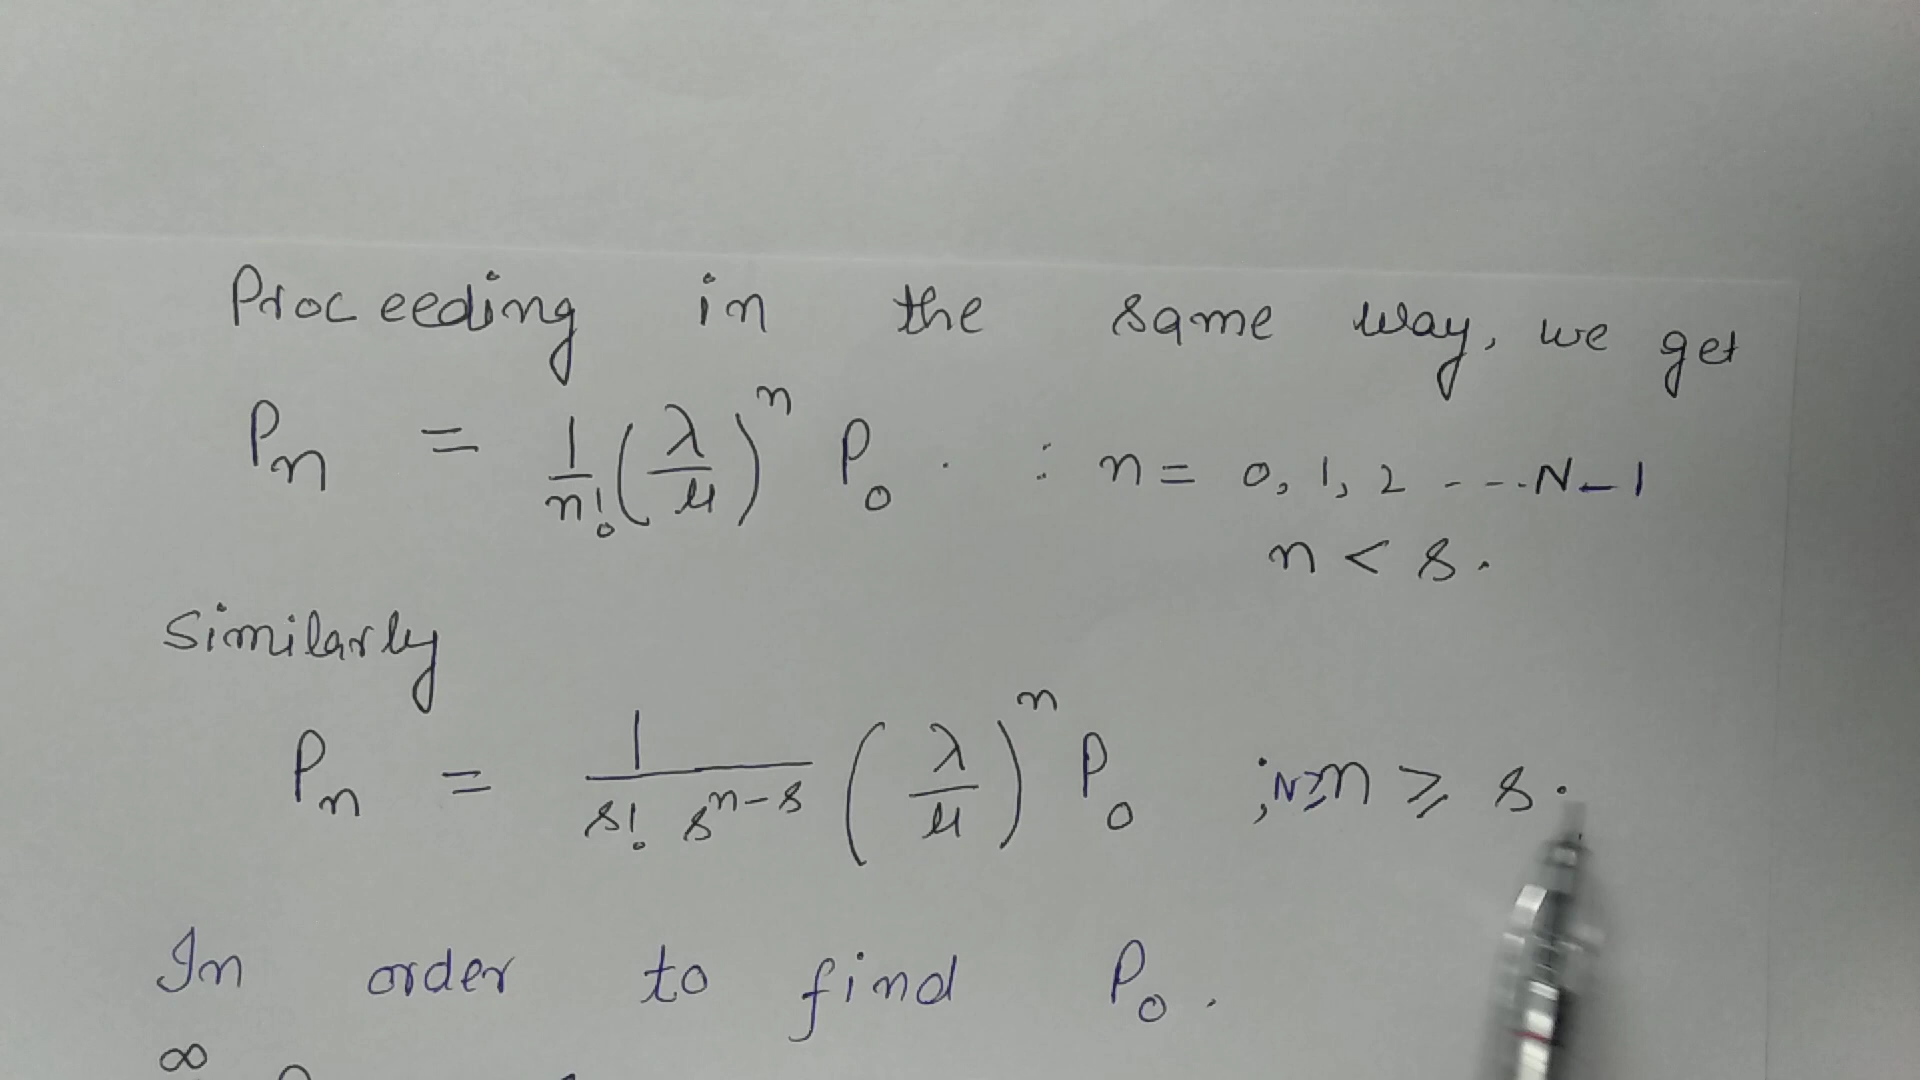 Proceeding in the same way, we get
Pn = 1/n! (λ/μ)^n P0 . : n = 0, 1, 2 ---. N-1
n < s.
Similarly
Pn = 1/(s! s^(n-s)) (λ/μ)^n P0 ; N≥n ≥ s.
In order to find P0.
∞